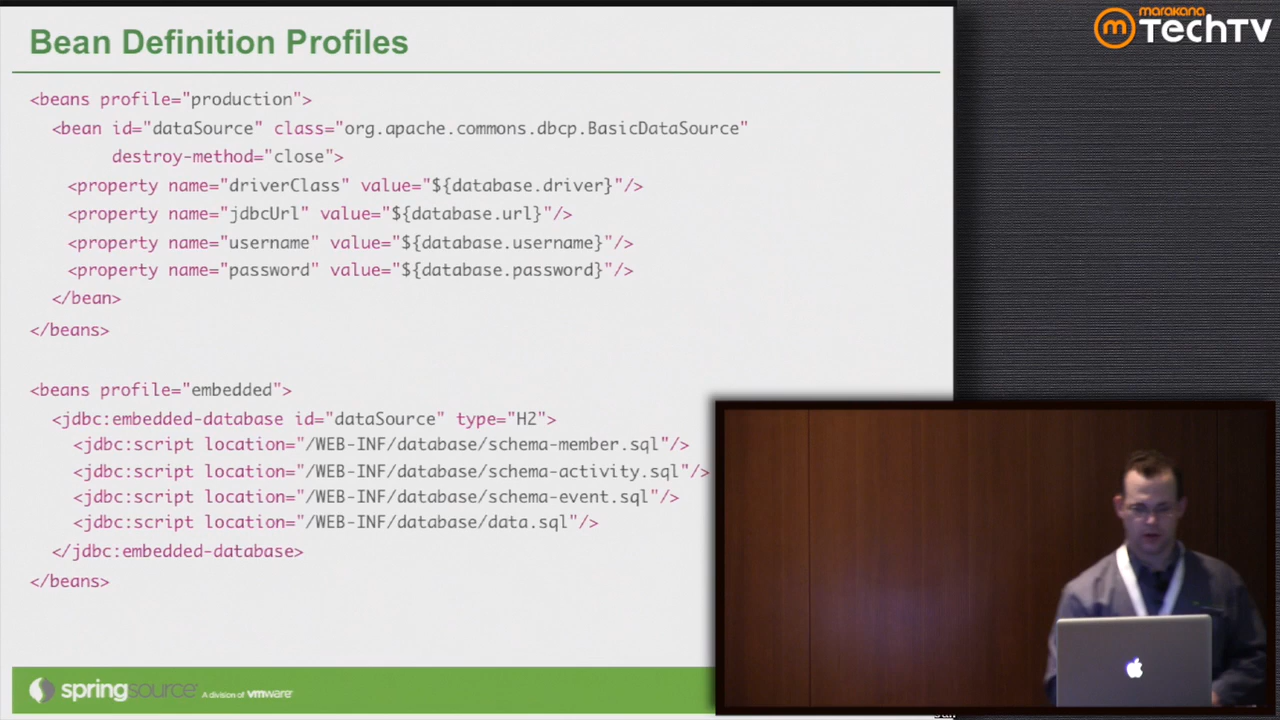 Bean Definition Profiles
marakana
TechTV
<beans profile="production">
<bean id="dataSource" class="org.apache.commons.dbcp.BasicDataSource"
destroy-method="close">
<property name="driverClass" value="${database.driver}"/>
<property name="jdbcUrl" value="${database.url}"/>
<property name="username" value="${database.username}"/>
<property name="password" value="${database.password}"/>
</bean>
</beans>
<beans profile="embedded">
<jdbc:embedded-database id="dataSource" type="H2">
<jdbc:script location="/WEB-INF/database/schema-member.sql"/>
<jdbc:script location="/WEB-INF/database/schema-activity.sql"/>
<jdbc:script location="/WEB-INF/database/schema-event.sql"/>
<jdbc:script location="/WEB-INF/database/data.sql"/>
</jdbc:embedded-database>
</beans>
springsource A division of vmware